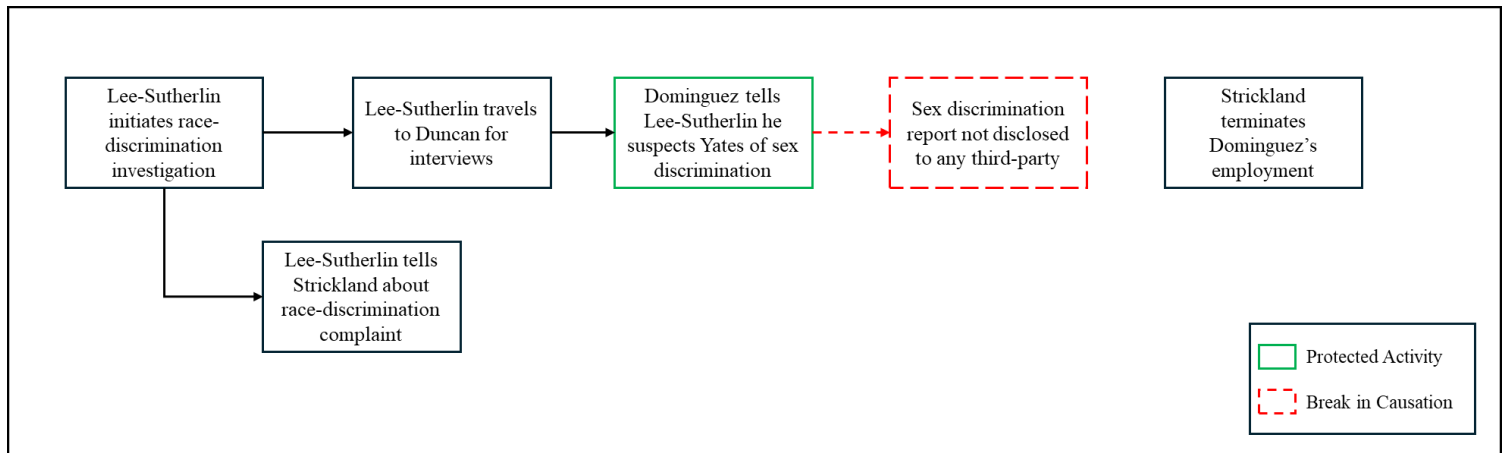 Lee-Sutherlin
initiates race-
discrimination
investigation
Lee-Sutherlin travels
to Duncan for
interviews
Dominguez tells
Lee-Sutherlin he
suspects Yates of sex
discrimination
Sex discrimination
report not disclosed
to any third-party
Strickland
terminates
Dominguez’s
employment
Lee-Sutherlin tells
Strickland about
race-discrimination
complaint
Protected Activity
Break in Causation